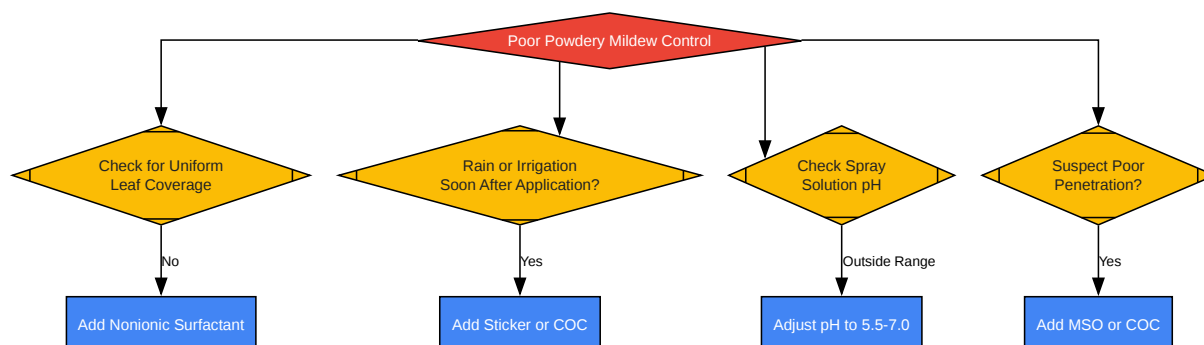 Poor Powdery Mildew Control
Check for Uniform
Leaf Coverage
Rain or Irrigation
Soon After Application?
Check Spray
Solution pH
Suspect Poor
Penetration?
No
Yes
Outside Range
Yes
Add Nonionic Surfactant
Add Sticker or COC
Adjust pH to 5.5-7.0
Add MSO or COC